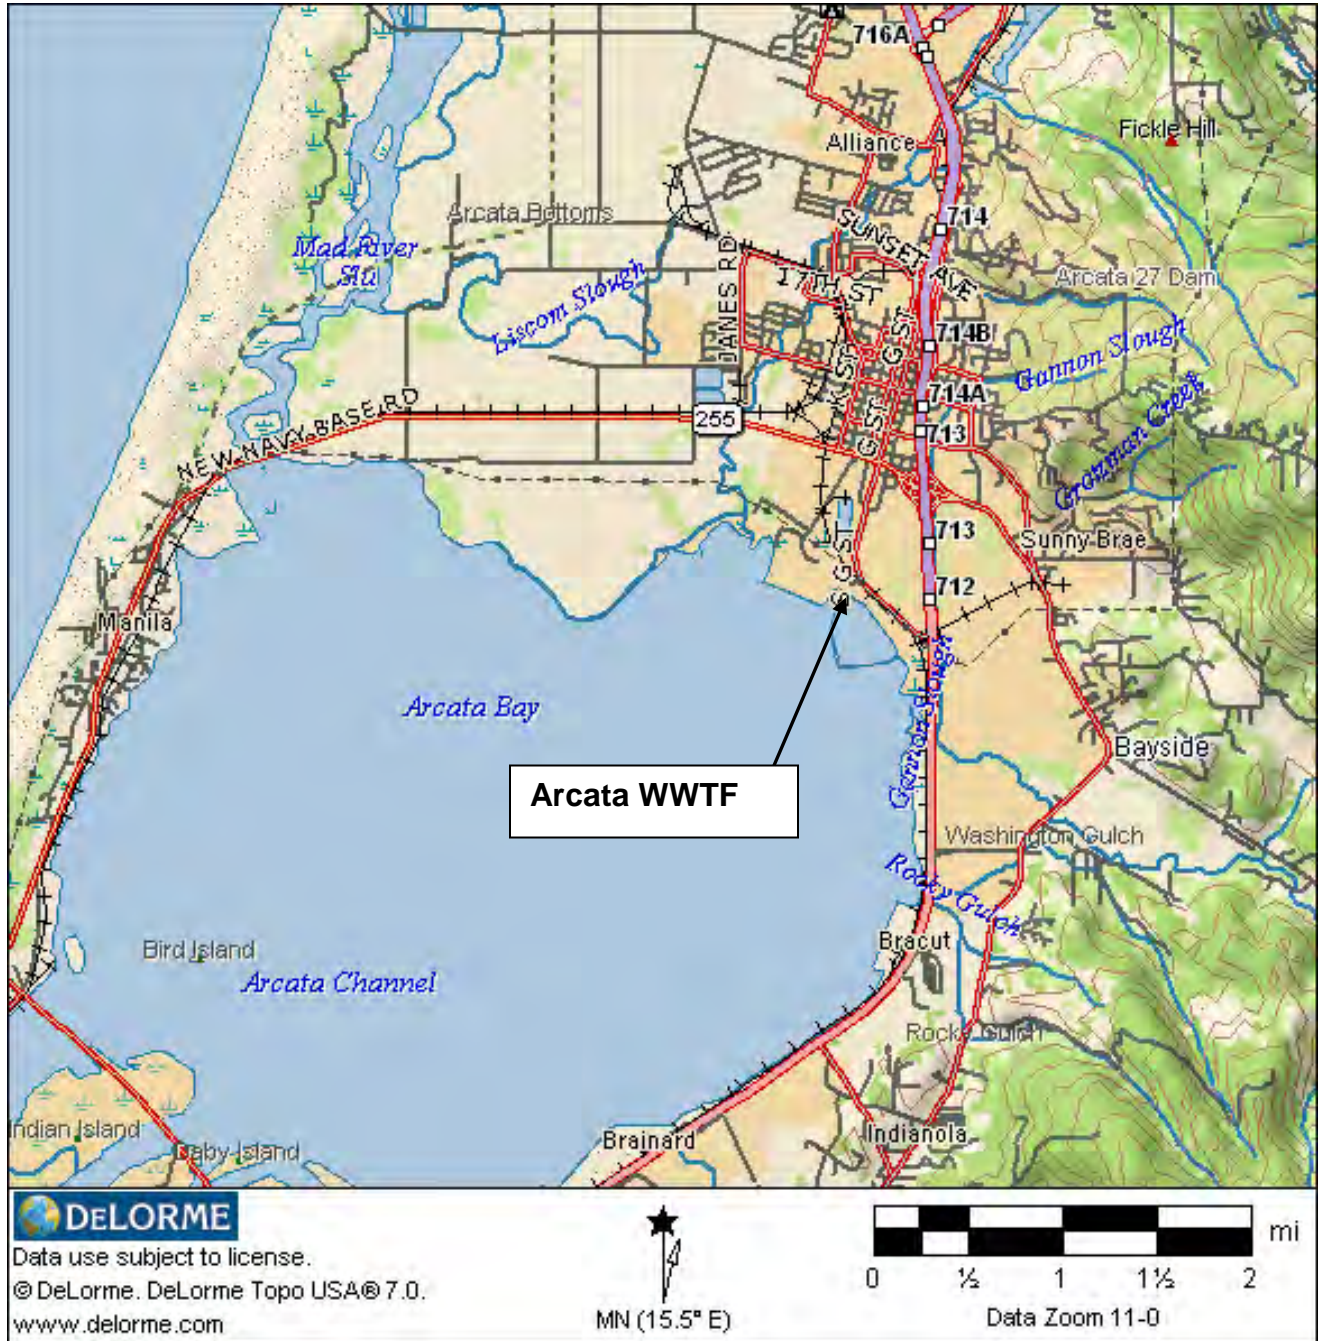 716A
Fickle Hill
Alliance
Arcata Bottoms
714
SUNSET AVE
Mad River
Slu
JANES RD
17TH ST
Arcata 27 Dam
Liscom Slough
G ST
714B
Gannon Slough
K ST
714A
NEW NAVY BASE RD
255
G ST
713
Grotzman Creek
713
Sunny Brae
S G ST
712
Manila
Arcata Bay
Gannon Slough
Bayside
Arcata WWTF
Washington Gulch
Rocky Gulch
Bracut
Bird Island
Arcata Channel
Rocky Gulch
Indian Island
Daby Island
Brainard
Indianola
DELORME
Data use subject to license.
© DeLorme. DeLorme Topo USA® 7.0.
www.delorme.com
MN (15.5° E)
mi
0 ½ 1 1½ 2
Data Zoom 11-0